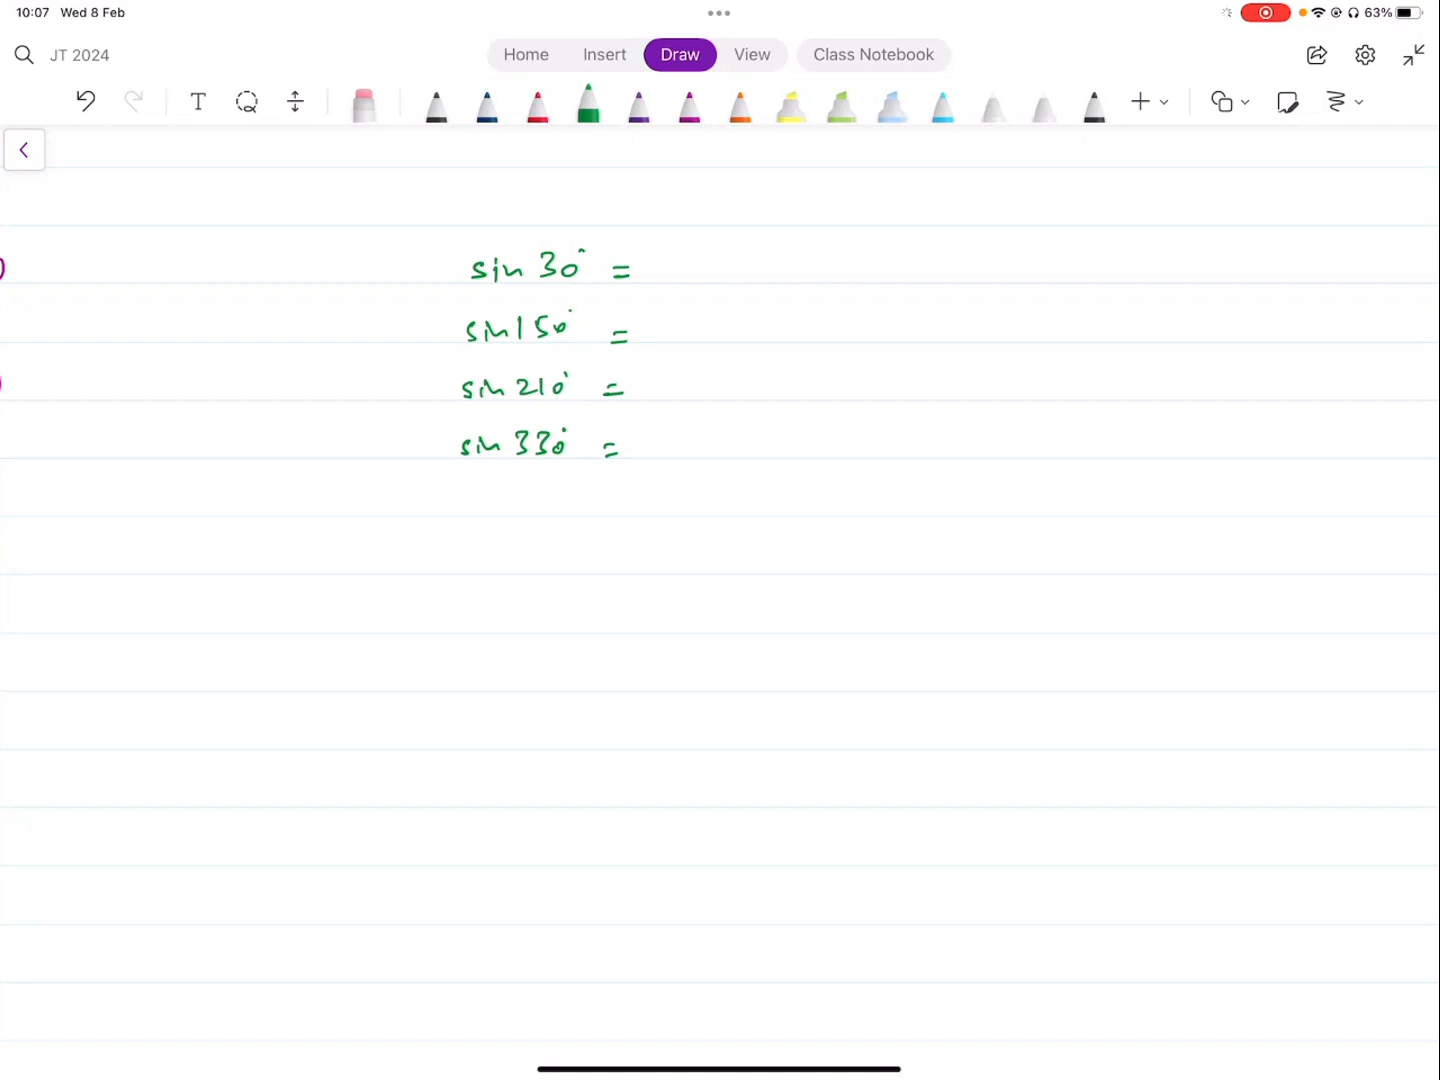 10:07 Wed 8 Feb
63%
JT 2024
Home Insert Draw View Class Notebook
T
sin 30° =
sin 150° =
sin 210° =
sin 330° =